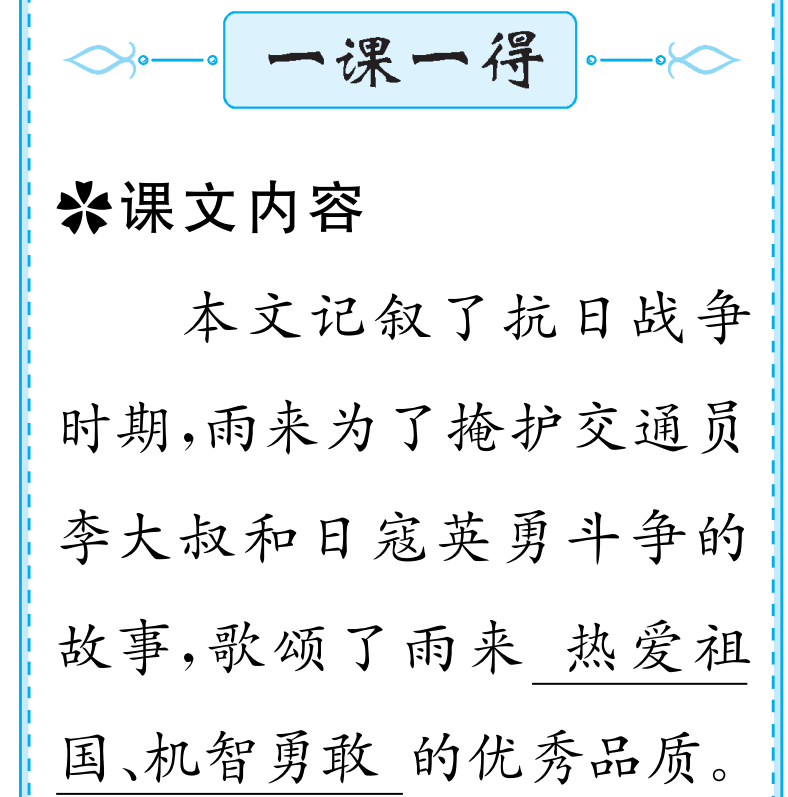 一课一得
课文内容
本文记叙了抗日战争
时期,雨来为了掩护交通员
李大叔和日寇英勇斗争的
故事,歌颂了雨来 热爱祖
国、机智勇敢 的优秀品质。